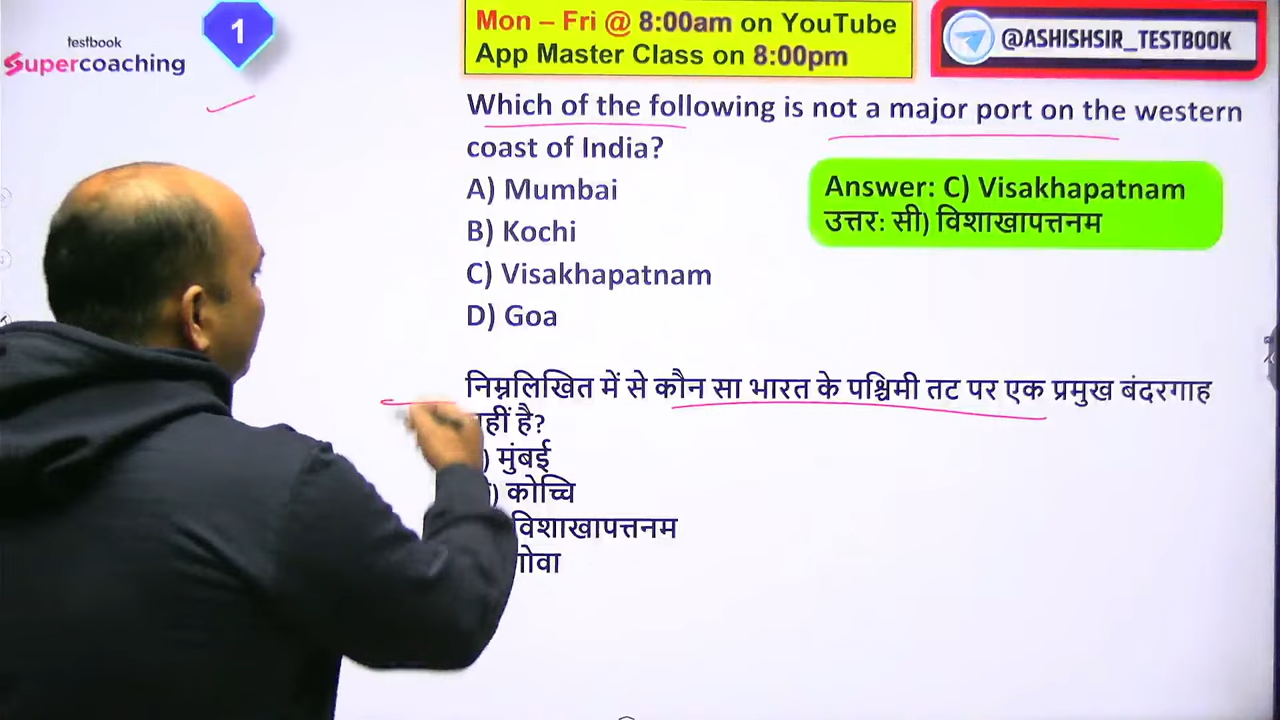 testbook
Supercoaching
1
Mon – Fri @ 8:00am on YouTube
App Master Class on 8:00pm
@ASHISHSIR_TESTBOOK
Which of the following is not a major port on the western
coast of India?
A) Mumbai
B) Kochi
C) Visakhapatnam
D) Goa
Answer: C) Visakhapatnam
उत्तर: सी) विशाखापत्तनम
निम्नलिखित में से कौन सा भारत के पश्चिमी तट पर एक प्रमुख बंदरगाह
है?
) मुंबई
) कोच्चि
विशाखापत्तनम